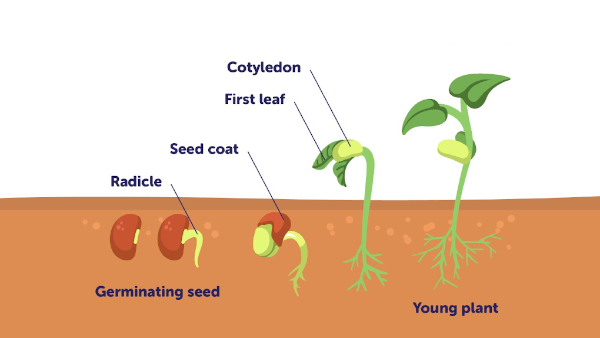 Cotyledon
First leaf
Seed coat
Radicle
Germinating seed
Young plant